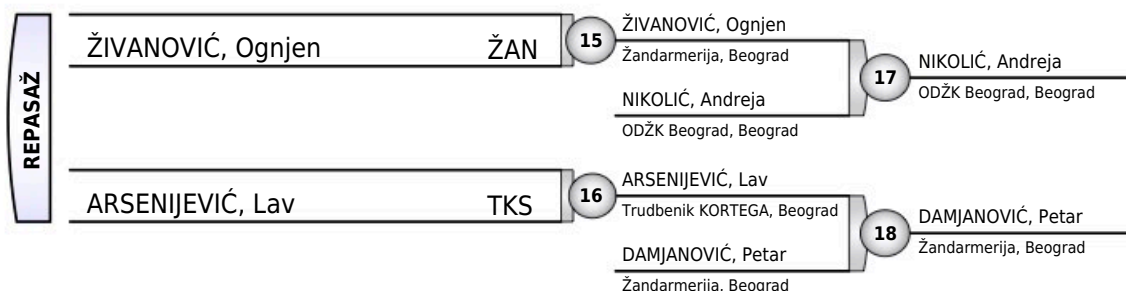 REPASAŽ
ŽIVANOVIĆ, Ognjen ŽAN
15
ŽIVANOVIĆ, Ognjen
Žandarmerija, Beograd
NIKOLIĆ, Andreja
ODŽK Beograd, Beograd
17
NIKOLIĆ, Andreja
ODŽK Beograd, Beograd
ARSENIJEVIĆ, Lav TKS
16
ARSENIJEVIĆ, Lav
Trudbenik KORTEGA, Beograd
DAMJANOVIĆ, Petar
Žandarmerija, Beograd
18
DAMJANOVIĆ, Petar
Žandarmerija, Beograd